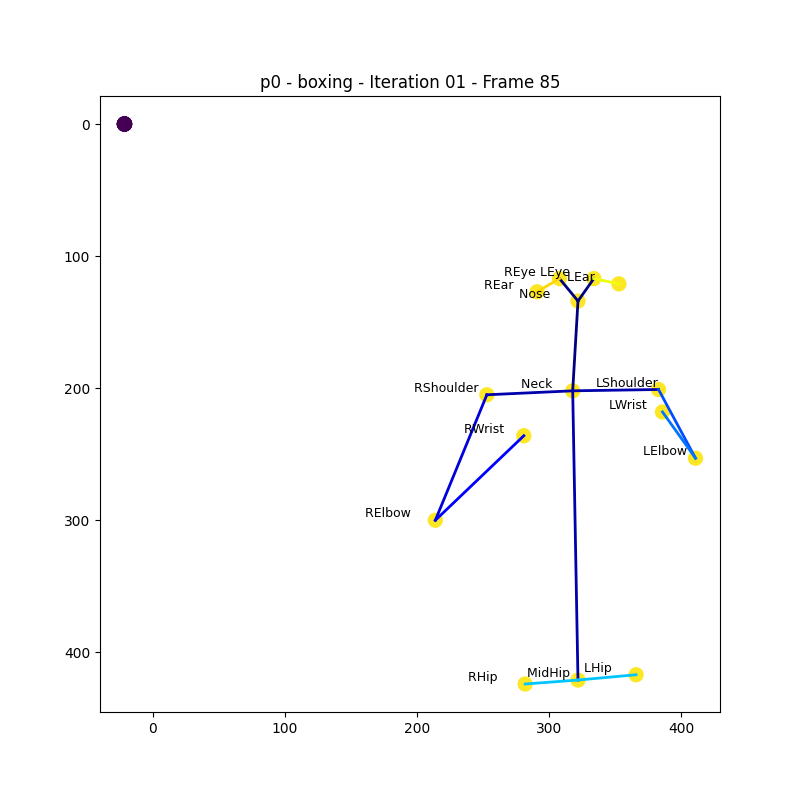 p0 - boxing - Iteration 01 - Frame 85
0
100
REye LEye LEar
REar Nose
200
RShoulder Neck LShoulder
LWrist
RWrist
LElbow
300
RElbow
400
RHip MidHip LHip
0 100 200 300 400